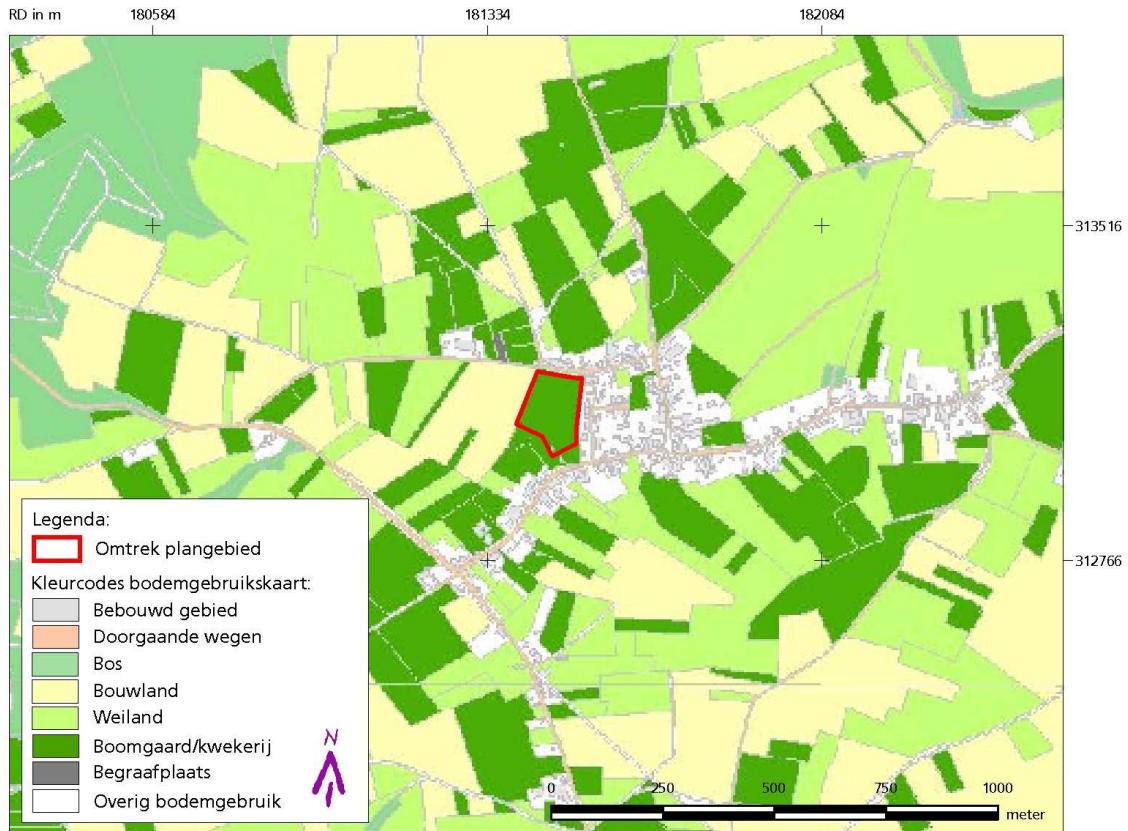 RD in m 180584 181334 182084
313516
312766
Legenda:
Omtrek plangebied
Kleurcodes bodemgebruikskaart:
Bebouwd gebied
Doorgaande wegen
Bos
Bouwland
Weiland
Boomgaard/kwekerij
Begraafplaats
Overig bodemgebruik
N
0 250 500 750 1000
meter